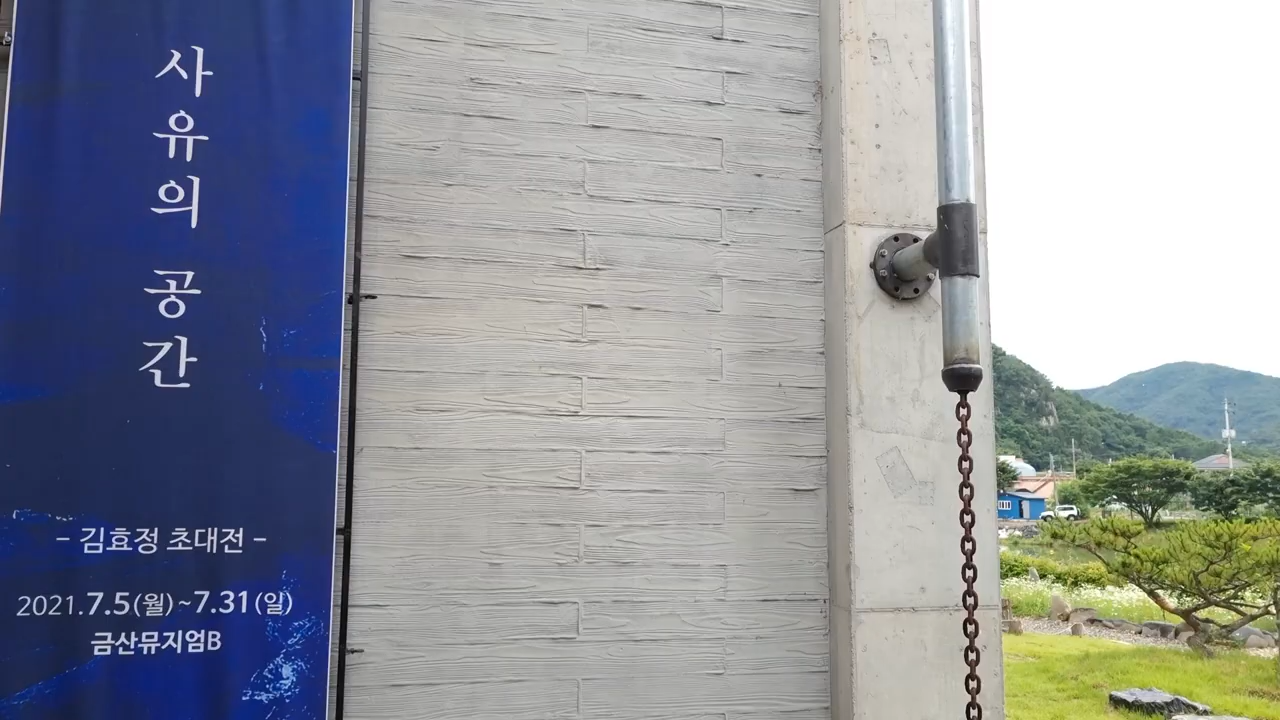 사유의 공간
- 김효정 초대전 -
2021.7.5(월)~7.31(일)
금산뮤지엄B